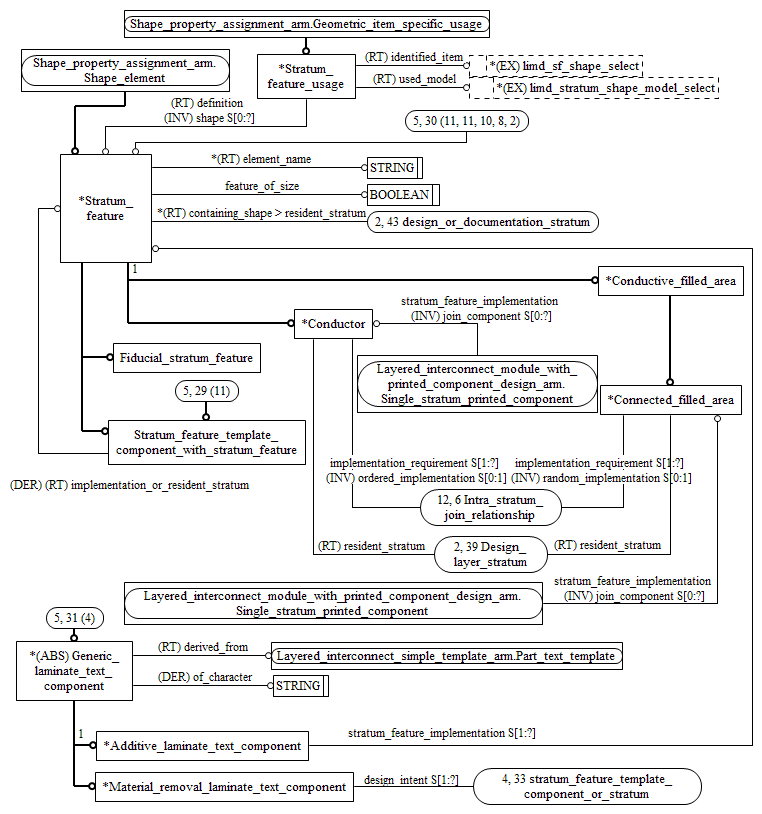 Shape_property_assignment_arm.Geometric_item_specific_usage
Shape_property_assignment_arm.
Shape_element
*Stratum_
feature_usage
(RT) identified_item
*(EX) limd_sf_shape_select
(RT) used_model
*(EX) limd_stratum_shape_model_select
(RT) definition
(INV) shape S[0:?]
5, 30 (11, 11, 10, 8, 2)
*Stratum_
feature
*(RT) element_name
STRING
feature_of_size
BOOLEAN
*(RT) containing_shape > resident_stratum
2, 43 design_or_documentation_stratum
1
*Conductive_filled_area
stratum_feature_implementation
(INV) join_component S[0:?]
*Conductor
Fiducial_stratum_feature
Layered_interconnect_module_with_
printed_component_design_arm.
Single_stratum_printed_component
5, 29 (11)
*Connected_filled_area
Stratum_feature_template_
component_with_stratum_feature
implementation_requirement S[1:?]
(INV) ordered_implementation S[0:1]
implementation_requirement S[1:?]
(INV) random_implementation S[0:1]
(DER) (RT) implementation_or_resident_stratum
12, 6 Intra_stratum_
join_relationship
(RT) resident_stratum
2, 39 Design_
layer_stratum
(RT) resident_stratum
stratum_feature_implementation
(INV) join_component S[0:?]
Layered_interconnect_module_with_printed_component_design_arm.
Single_stratum_printed_component
5, 31 (4)
*(ABS) Generic_
laminate_text_
component
(RT) derived_from
Layered_interconnect_simple_template_arm.Part_text_template
(DER) of_character
STRING
1
*Additive_laminate_text_component
stratum_feature_implementation S[1:?]
*Material_removal_laminate_text_component
design_intent S[1:?]
4, 33 stratum_feature_template_
component_or_stratum